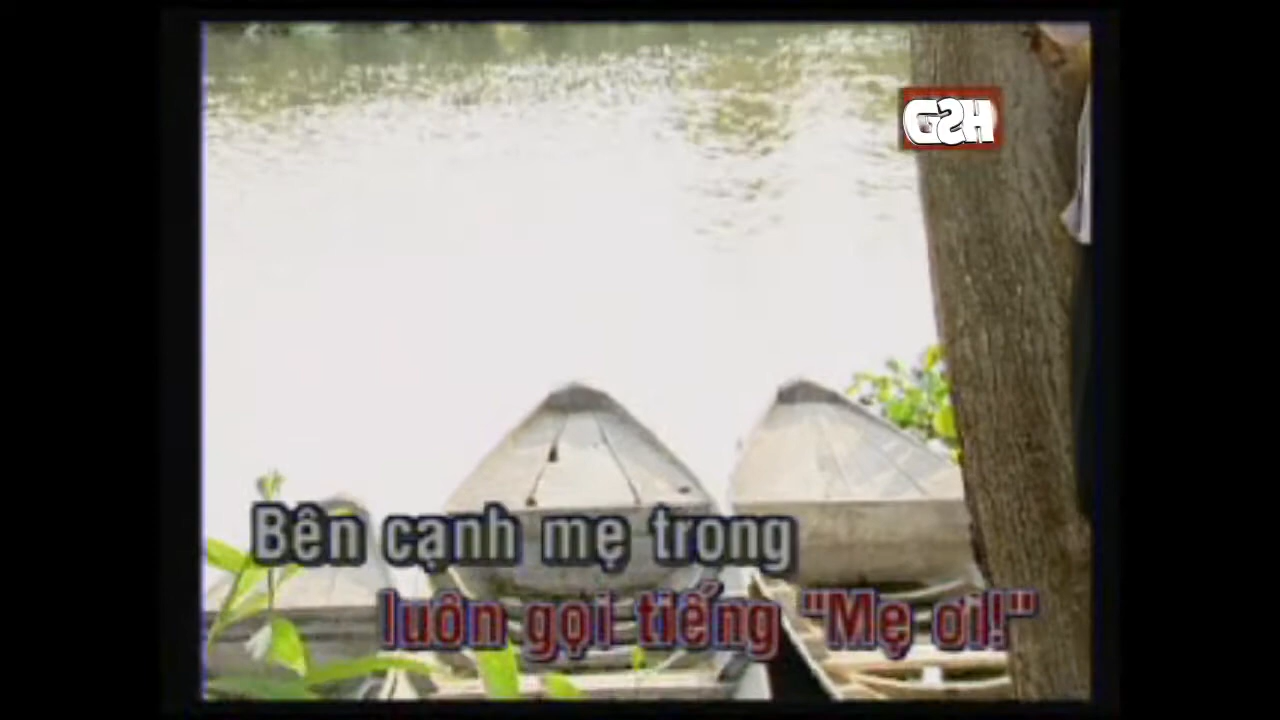 G2H
Bên cạnh mẹ trong
luôn gọi tiếng "Mẹ ơi!"